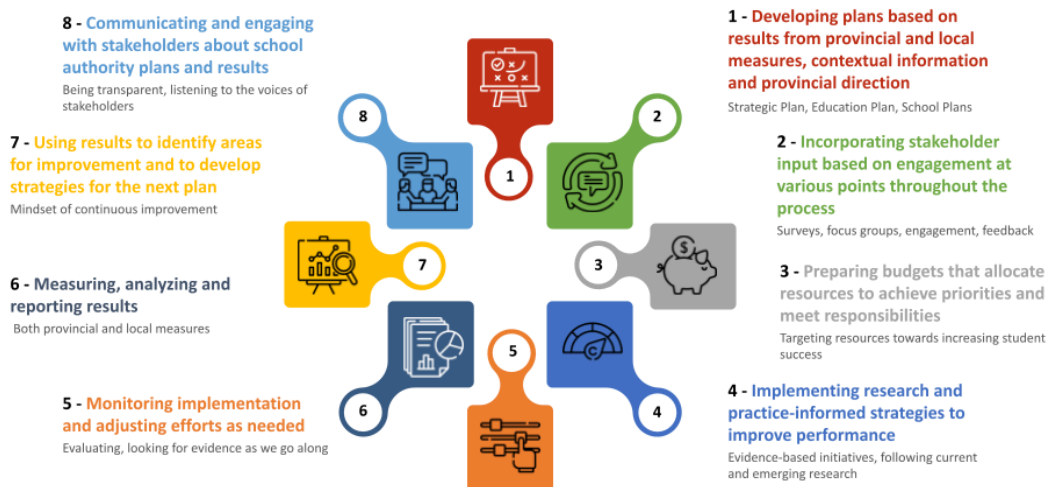 1 - Developing plans based on
results from provincial and local
measures, contextual information
and provincial direction
Strategic Plan, Education Plan, School Plans
2 - Incorporating stakeholder
input based on engagement at
various points throughout the
process
Surveys, focus groups, engagement, feedback
3 - Preparing budgets that allocate
resources to achieve priorities and
meet responsibilities
Targeting resources towards increasing student
success
4 - Implementing research and
practice-informed strategies to
improve performance
Evidence-based initiatives, following current
and emerging research
5 - Monitoring implementation
and adjusting efforts as needed
Evaluating, looking for evidence as we go along
6 - Measuring, analyzing and
reporting results
Both provincial and local measures
7 - Using results to identify areas
for improvement and to develop
strategies for the next plan
Mindset of continuous improvement
8 - Communicating and engaging
with stakeholders about school
authority plans and results
Being transparent, listening to the voices of
stakeholders
1
2
3
$
4
C
5
6
7
8